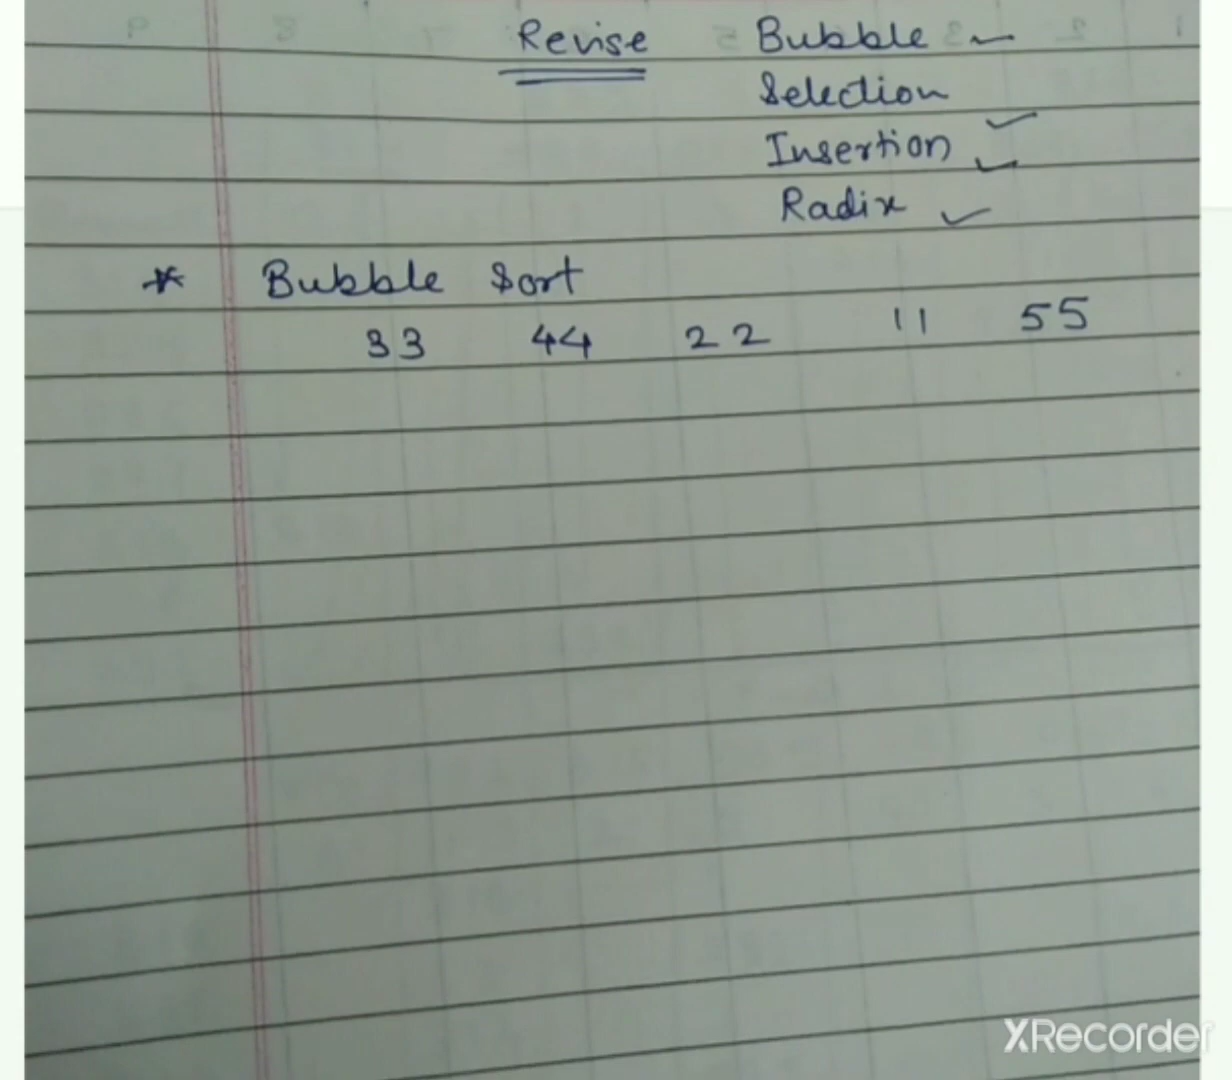 Revise Bubble
Selection
Insertion
Radix
* Bubble Sort
33 44 22 11 55
XRecorder